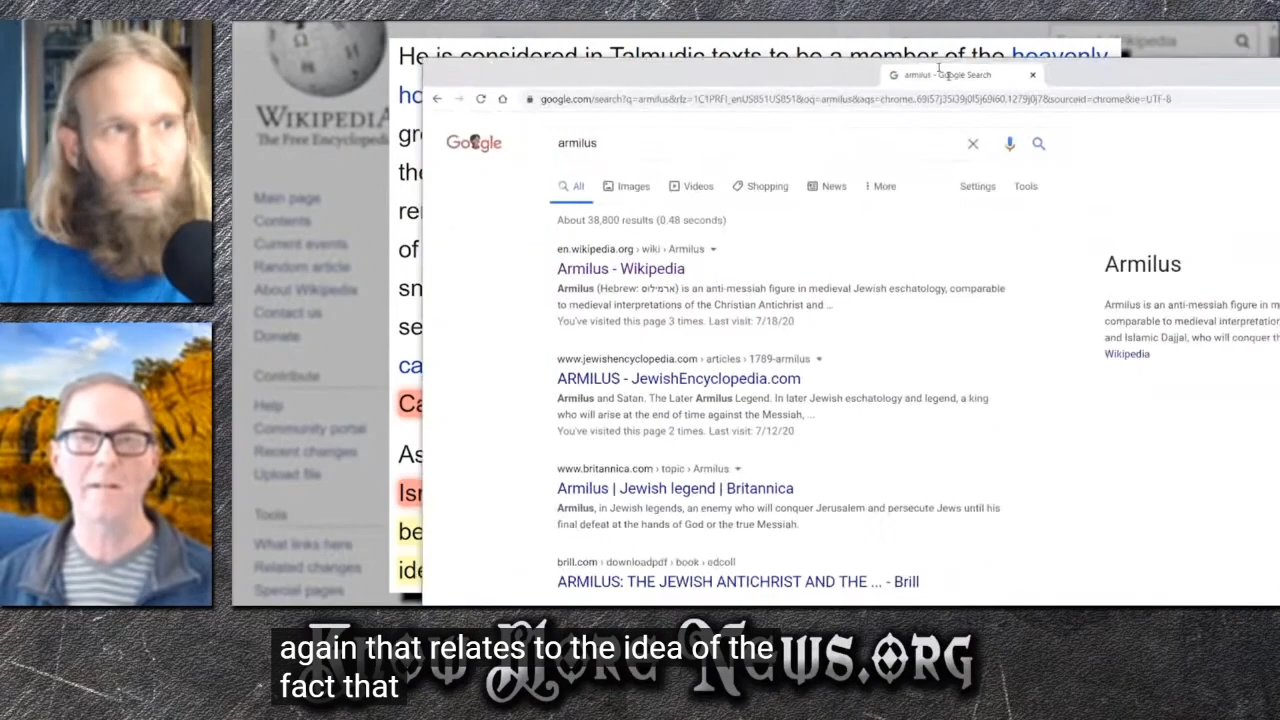 He is considered in Talmudic texts to be a member of the heavenly
WIKIPEDIA
The Free Encyclopedia
Main page
Contents
Current events
Random article
About Wikipedia
Contact us
Donate
Contribute
Help
Community portal
Recent changes
Upload file
Tools
What links here
Related changes
Special pages
ho
gr
the
re
of
sn
se
ca
Ca
As
Isr
be
ide
armilus - Google Search
Google
armilus
All
Images
Videos
Shopping
News
More
Settings
Tools
About 38,800 results (0.48 seconds)
en.wikipedia.org › wiki › Armilus
Armilus - Wikipedia
Armilus (Hebrew: ארמילוס) is an anti-messiah figure in medieval Jewish eschatology, comparable
to medieval interpretations of the Christian Antichrist and ...
You've visited this page 3 times. Last visit: 7/18/20
www.jewishencyclopedia.com › articles › 1789-armilus
ARMILUS - JewishEncyclopedia.com
Armilus and Satan. The Later Armilus Legend. In later Jewish eschatology and legend, a king
who will arise at the end of time against the Messiah, ...
You've visited this page 2 times. Last visit: 7/12/20
www.britannica.com › topic › Armilus
Armilus | Jewish legend | Britannica
Armilus, in Jewish legends, an enemy who will conquer Jerusalem and persecute Jews until his
final defeat at the hands of God or the true Messiah.
brill.com › downloadpdf › book › edcoll
ARMILUS: THE JEWISH ANTICHRIST AND THE ... - Brill
Armilus
Armilus is an anti-messiah figure in m
comparable to medieval interpretation
and Islamic Dajjal, who will conquer th
Wikipedia
again that relates to the idea of the
fact that
KNOW MORE NEWS.ORG